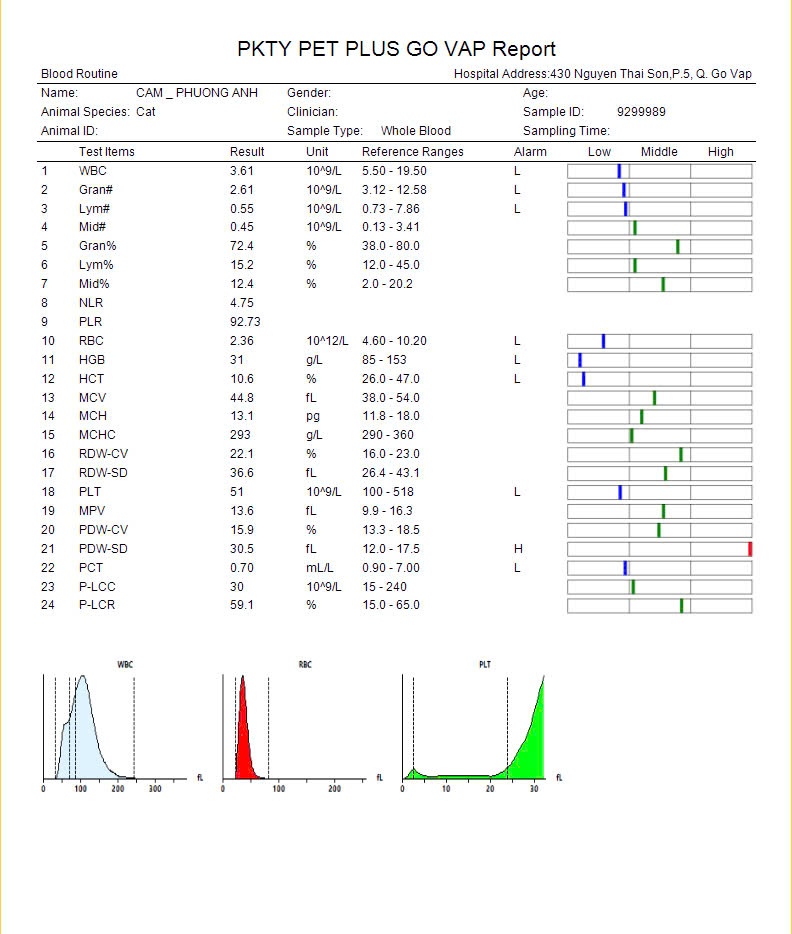 PKTY PET PLUS GO VAP Report
Blood Routine Hospital Address:430 Nguyen Thai Son,P.5, Q. Go Vap
Name: CAM _ PHUONG ANH Gender: Age:
Animal Species: Cat Clinician: Sample ID: 9299989
Animal ID: Sample Type: Whole Blood Sampling Time:
Test Items Result Unit Reference Ranges Alarm Low Middle High
1 WBC 3.61 10^9/L 5.50 - 19.50 L
2 Gran# 2.61 10^9/L 3.12 - 12.58 L
3 Lym# 0.55 10^9/L 0.73 - 7.86 L
4 Mid# 0.45 10^9/L 0.13 - 3.41
5 Gran% 72.4 % 38.0 - 80.0
6 Lym% 15.2 % 12.0 - 45.0
7 Mid% 12.4 % 2.0 - 20.2
8 NLR 4.75
9 PLR 92.73
10 RBC 2.36 10^12/L 4.60 - 10.20 L
11 HGB 31 g/L 85 - 153 L
12 HCT 10.6 % 26.0 - 47.0 L
13 MCV 44.8 fL 38.0 - 54.0
14 MCH 13.1 pg 11.8 - 18.0
15 MCHC 293 g/L 290 - 360
16 RDW-CV 22.1 % 16.0 - 23.0
17 RDW-SD 36.6 fL 26.4 - 43.1
18 PLT 51 10^9/L 100 - 518 L
19 MPV 13.6 fL 9.9 - 16.3
20 PDW-CV 15.9 % 13.3 - 18.5
21 PDW-SD 30.5 fL 12.0 - 17.5 H
22 PCT 0.70 mL/L 0.90 - 7.00 L
23 P-LCC 30 10^9/L 15 - 240
24 P-LCR 59.1 % 15.0 - 65.0
WBC RBC PLT
fL fL fL
0 100 200 300 0 100 200 0 10 20 30